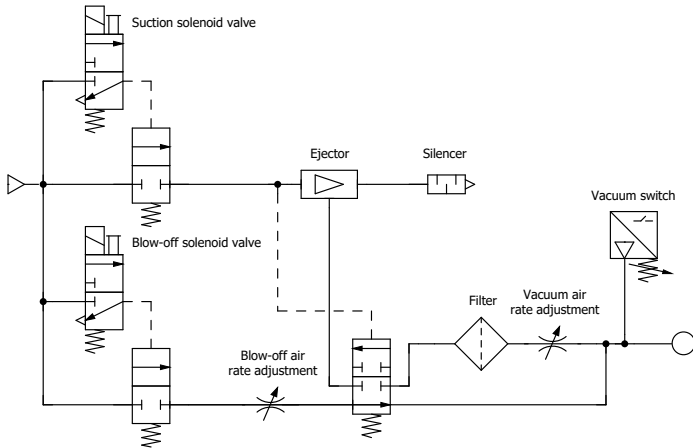 Suction solenoid valve
Ejector
Silencer
Vacuum switch
Blow-off solenoid valve
Filter
Vacuum air
rate adjustment
Blow-off air
rate adjustment